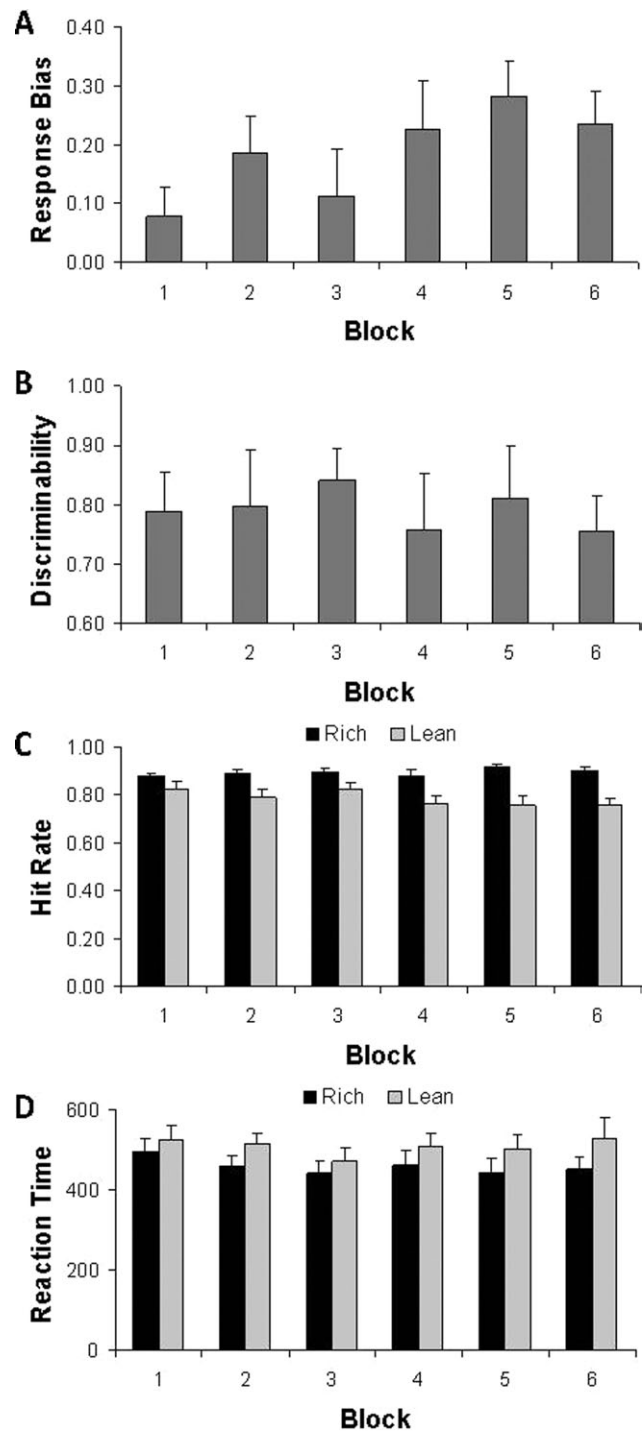 A
Response Bias
0.40
0.30
0.20
0.10
0.00
1 2 3 4 5 6
Block
B
Discriminability
1.00
0.90
0.80
0.70
0.60
1 2 3 4 5 6
Block
C
Rich Lean
Hit Rate
1.00
0.80
0.60
0.40
0.20
0.00
1 2 3 4 5 6
Block
D
Rich Lean
Reaction Time
600
400
200
0
1 2 3 4 5 6
Block